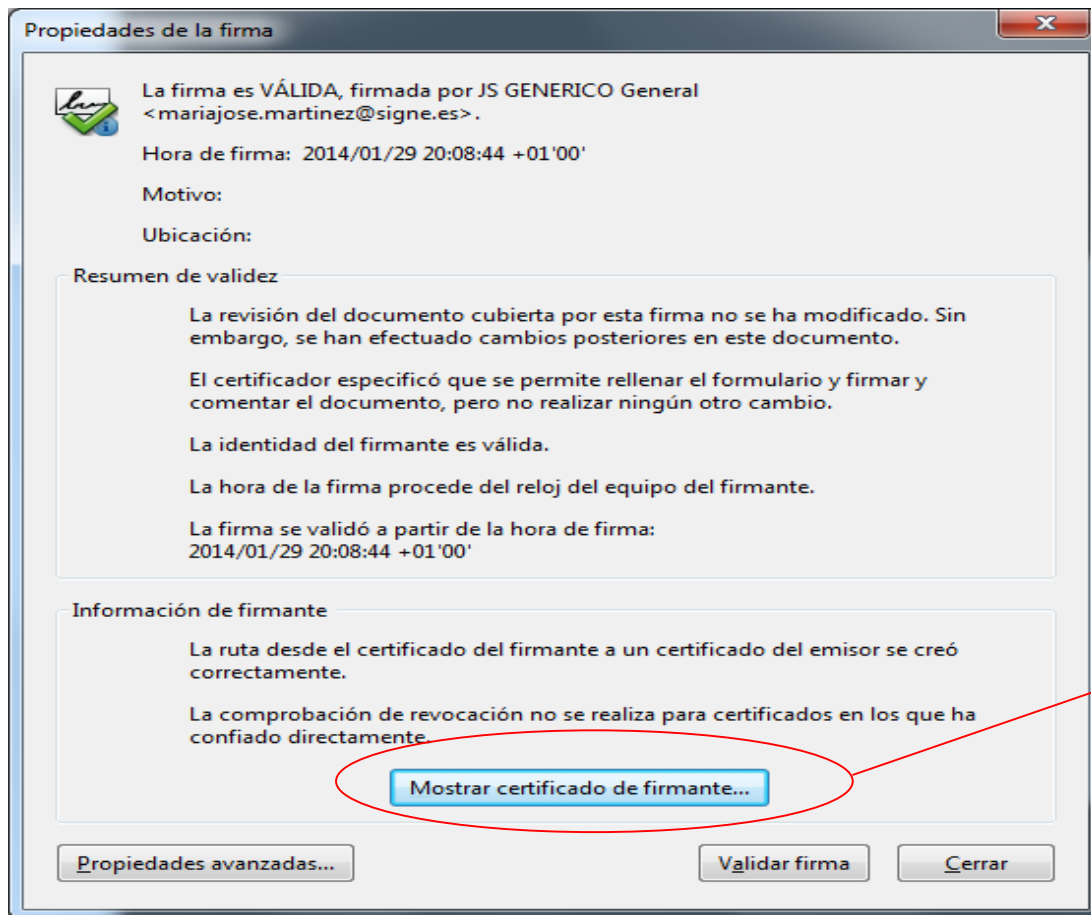 Propiedades de la firma
La firma es VÁLIDA, firmada por JS GENERICO General
<mariajose.martinez@signe.es>.
Hora de firma: 2014/01/29 20:08:44 +01'00'
Motivo:
Ubicación:
Resumen de validez
La revisión del documento cubierta por esta firma no se ha modificado. Sin
embargo, se han efectuado cambios posteriores en este documento.
El certificador especificó que se permite rellenar el formulario y firmar y
comentar el documento, pero no realizar ningún otro cambio.
La identidad del firmante es válida.
La hora de la firma procede del reloj del equipo del firmante.
La firma se validó a partir de la hora de firma:
2014/01/29 20:08:44 +01'00'
Información de firmante
La ruta desde el certificado del firmante a un certificado del emisor se creó
correctamente.
La comprobación de revocación no se realiza para certificados en los que ha
confiado directamente.
Mostrar certificado de firmante...
Propiedades avanzadas... Validar firma Cerrar